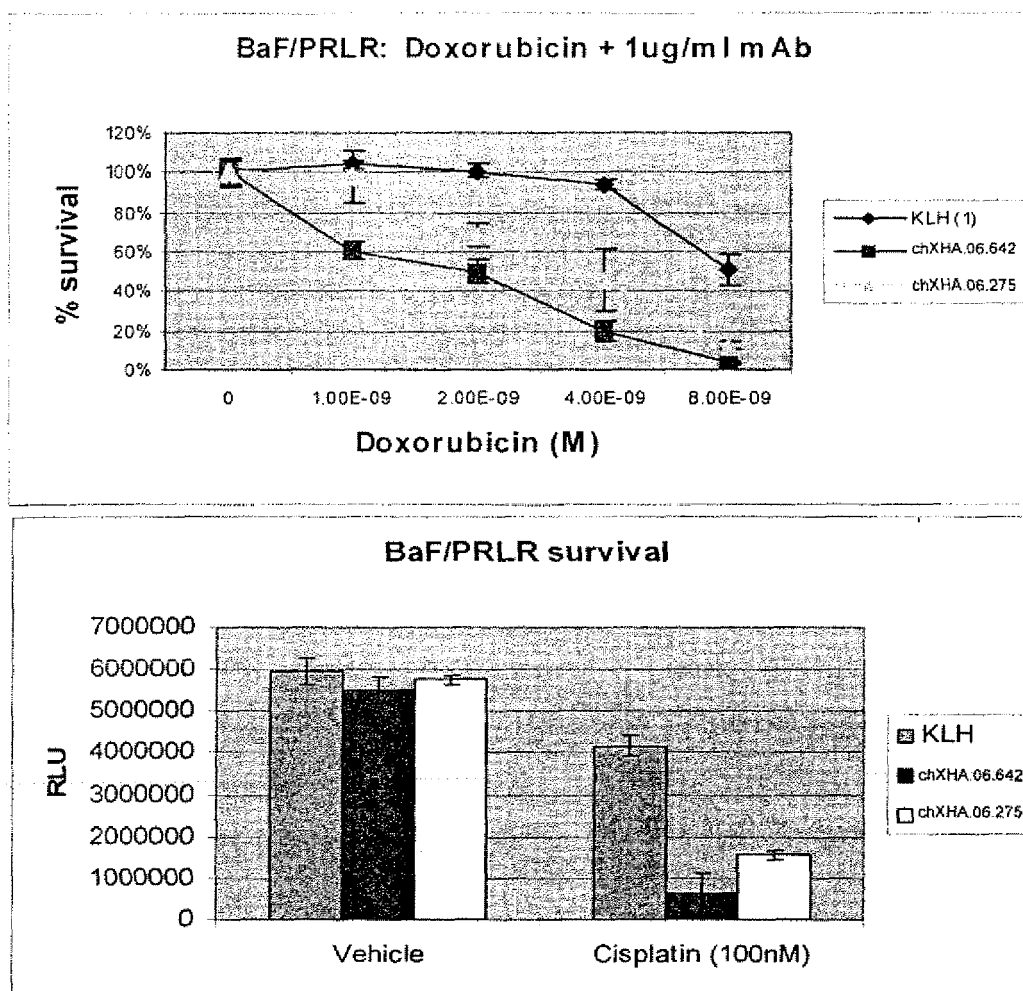 BaF/PRLR: Doxorubicin + 1ug/ml mAb
120%
100%
80%
60%
40%
20%
0%
% survival
0 1.00E-09 2.00E-09 4.00E-09 8.00E-09
Doxorubicin (M)
KLH (1)
chXHA.06.642
chXHA.06.275
BaF/PRLR survival
7000000
6000000
5000000
4000000
3000000
2000000
1000000
0
RLU
Vehicle Cisplatin (100nM)
KLH
chXHA.06.642
chXHA.06.275